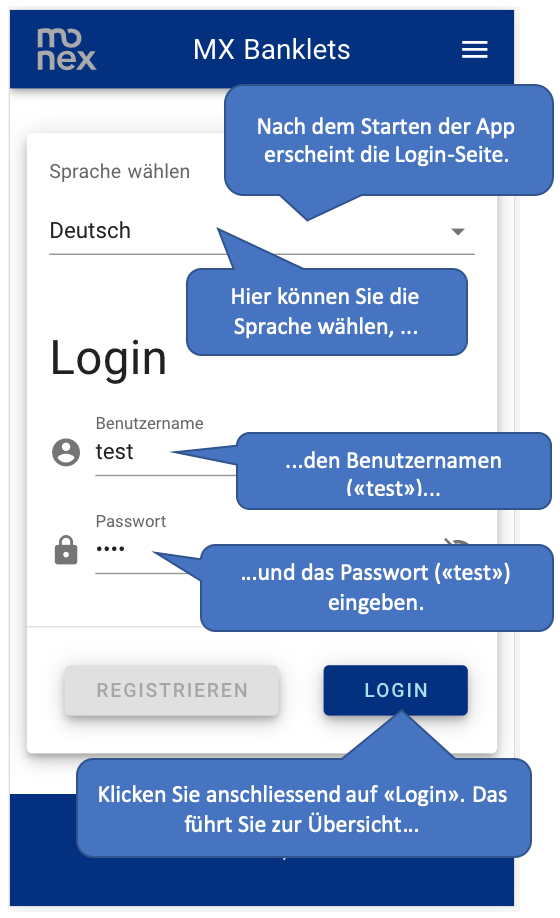 mo
nex
MX Banklets
Nach dem Starten der App
erscheint die Login-Seite.
Sprache wählen
Deutsch
Hier können Sie die
Sprache wählen, ...
Login
Benutzername
test
...den Benutzernamen
(«test»)...
Passwort
••••
...und das Passwort («test»)
eingeben.
REGISTRIEREN
LOGIN
Klicken Sie anschliessend auf «Login». Das
führt Sie zur Übersicht...